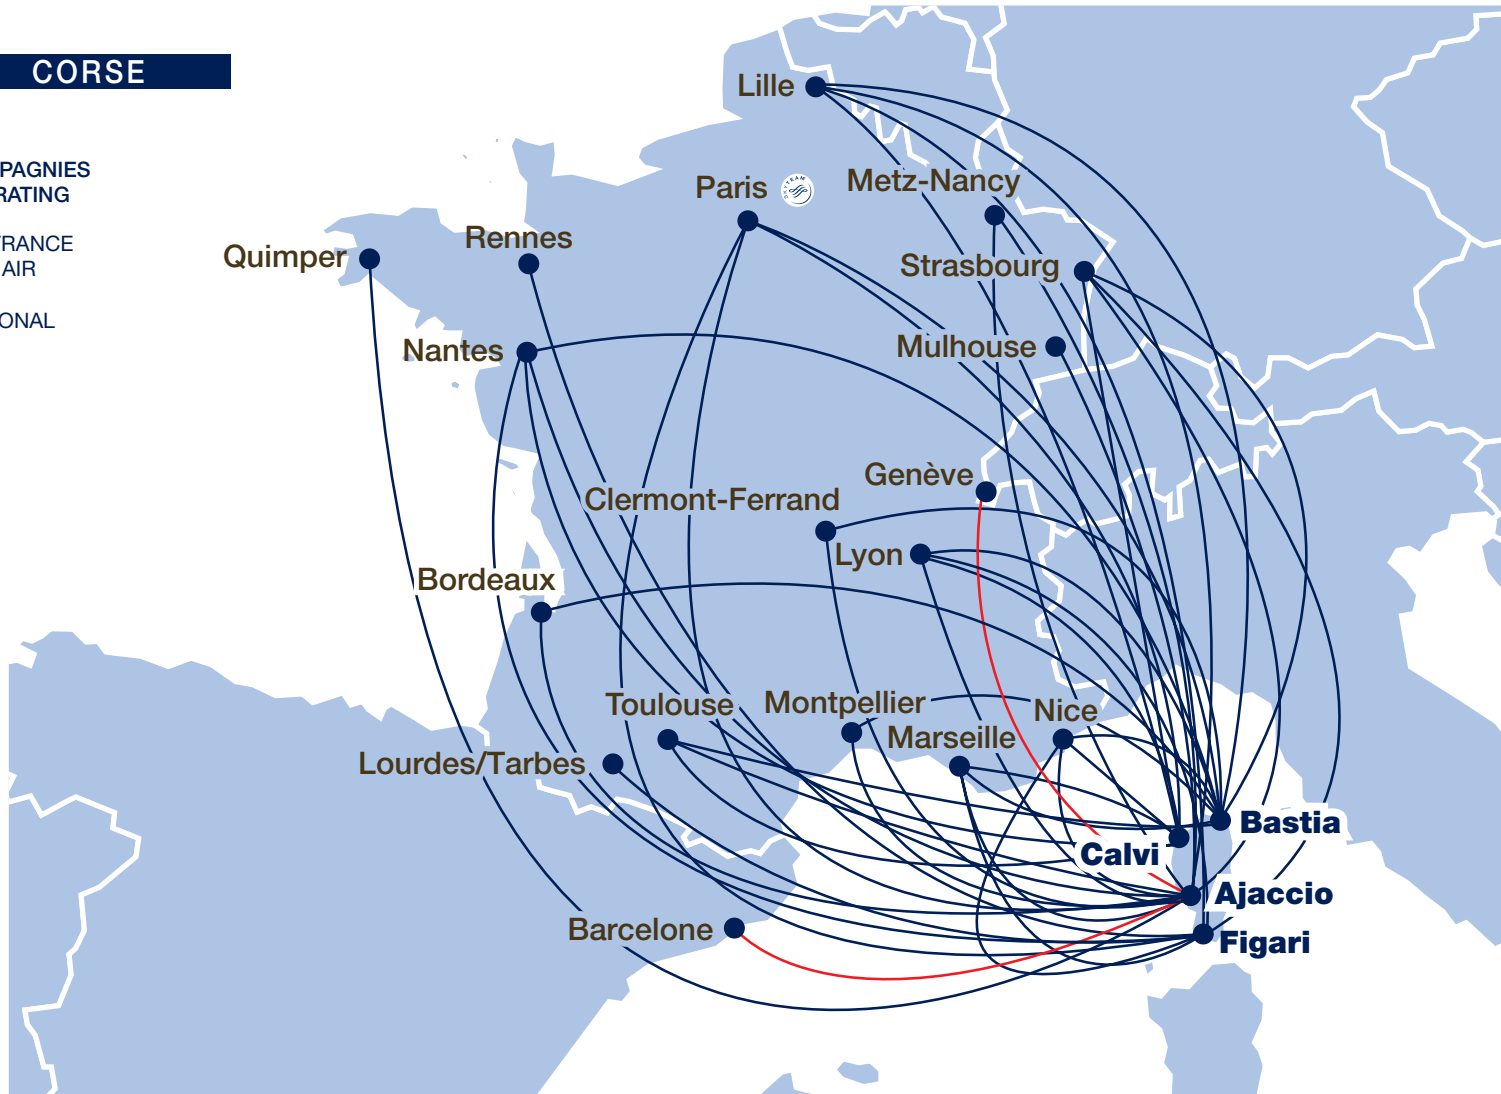 CORSE
PAGNIES
RATING
RANCE
AIR
IONAL
Lille
Paris
Metz-Nancy
Rennes
Quimper
Strasbourg
Nantes
Mulhouse
Genève
Clermont-Ferrand
Lyon
Bordeaux
Toulouse
Montpellier
Nice
Marseille
Lourdes/Tarbes
Bastia
Calvi
Ajaccio
Barcelone
Figari